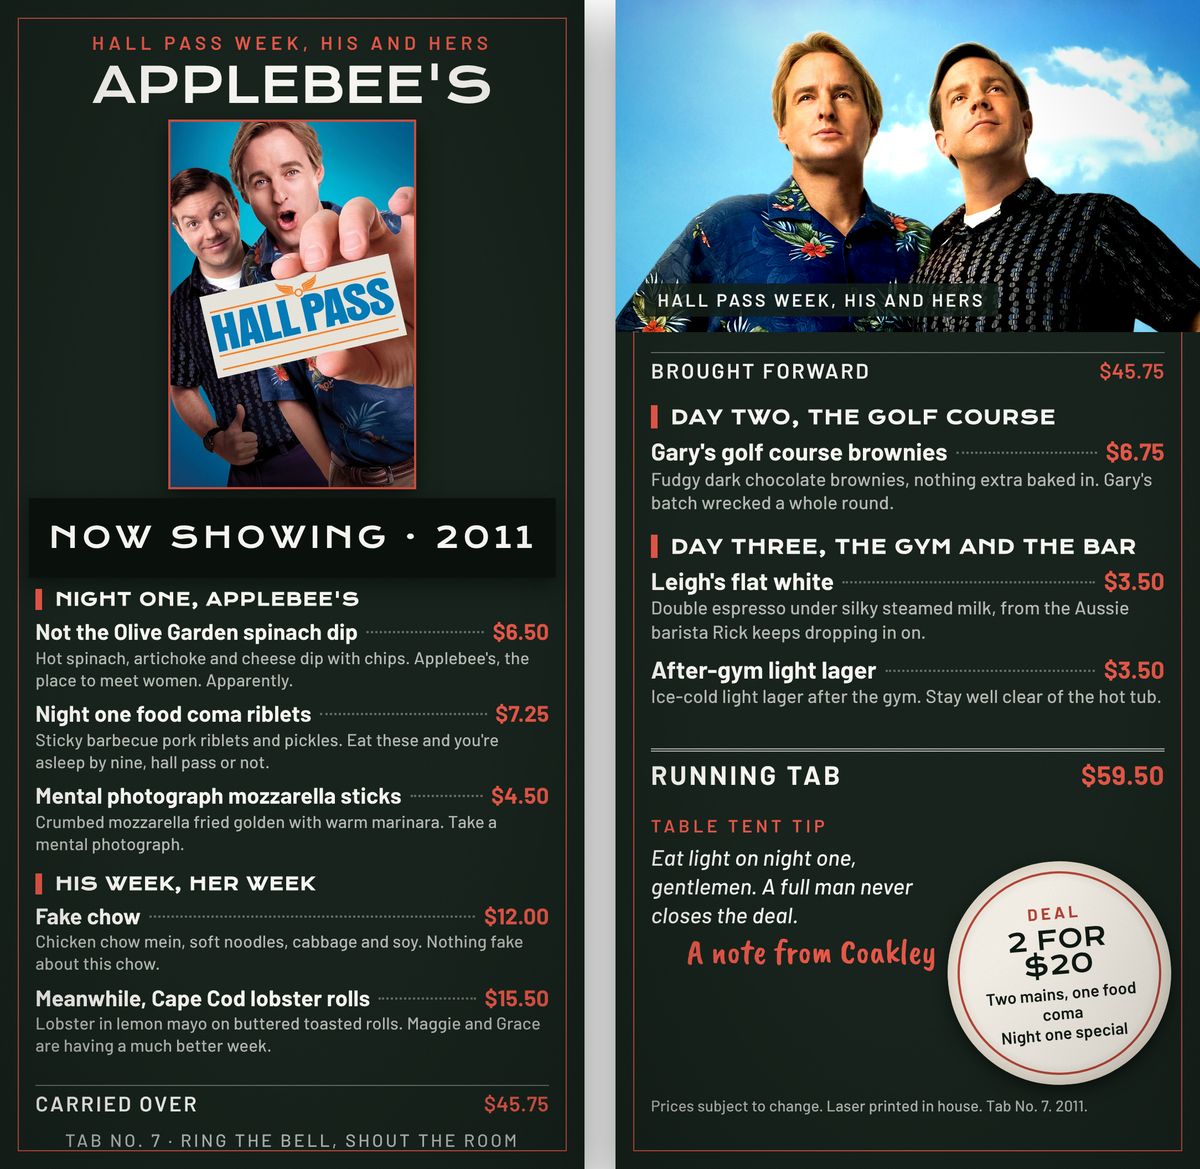 HALL PASS WEEK, HIS AND HERS
APPLEBEE'S
HALL PASS
NOW SHOWING · 2011
NIGHT ONE, APPLEBEE'S
Not the Olive Garden spinach dip $6.50
Hot spinach, artichoke and cheese dip with chips. Applebee's, the
place to meet women. Apparently.
Night one food coma riblets $7.25
Sticky barbecue pork riblets and pickles. Eat these and you're
asleep by nine, hall pass or not.
Mental photograph mozzarella sticks $4.50
Crumbed mozzarella fried golden with warm marinara. Take a
mental photograph.
HIS WEEK, HER WEEK
Fake chow $12.00
Chicken chow mein, soft noodles, cabbage and soy. Nothing fake
about this chow.
Meanwhile, Cape Cod lobster rolls $15.50
Lobster in lemon mayo on buttered toasted rolls. Maggie and Grace
are having a much better week.
CARRIED OVER $45.75
TAB NO. 7 · RING THE BELL, SHOUT THE ROOM
HALL PASS WEEK, HIS AND HERS
BROUGHT FORWARD $45.75
DAY TWO, THE GOLF COURSE
Gary's golf course brownies $6.75
Fudgy dark chocolate brownies, nothing extra baked in. Gary's
batch wrecked a whole round.
DAY THREE, THE GYM AND THE BAR
Leigh's flat white $3.50
Double espresso under silky steamed milk, from the Aussie
barista Rick keeps dropping in on.
After-gym light lager $3.50
Ice-cold light lager after the gym. Stay well clear of the hot tub.
RUNNING TAB $59.50
TABLE TENT TIP
Eat light on night one,
gentlemen. A full man never
closes the deal.
A note from Coakley
DEAL
2 FOR
$20
Two mains, one food
coma
Night one special
Prices subject to change. Laser printed in house. Tab No. 7. 2011.